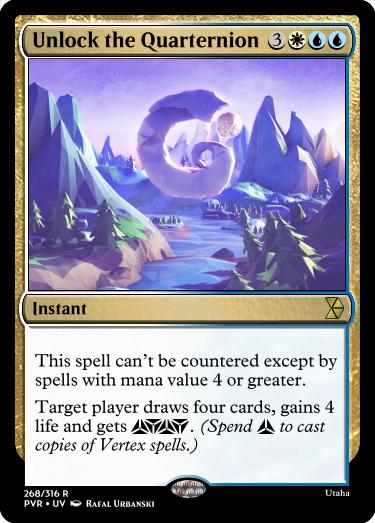 Unlock the Quarternion 3
Instant
This spell can't be countered except by
spells with mana value 4 or greater.
Target player draws four cards, gains 4
life and gets . (Spend to cast
copies of Vertex spells.)
268/316 R
PVR • UV Rafal Urbanski
Utaha